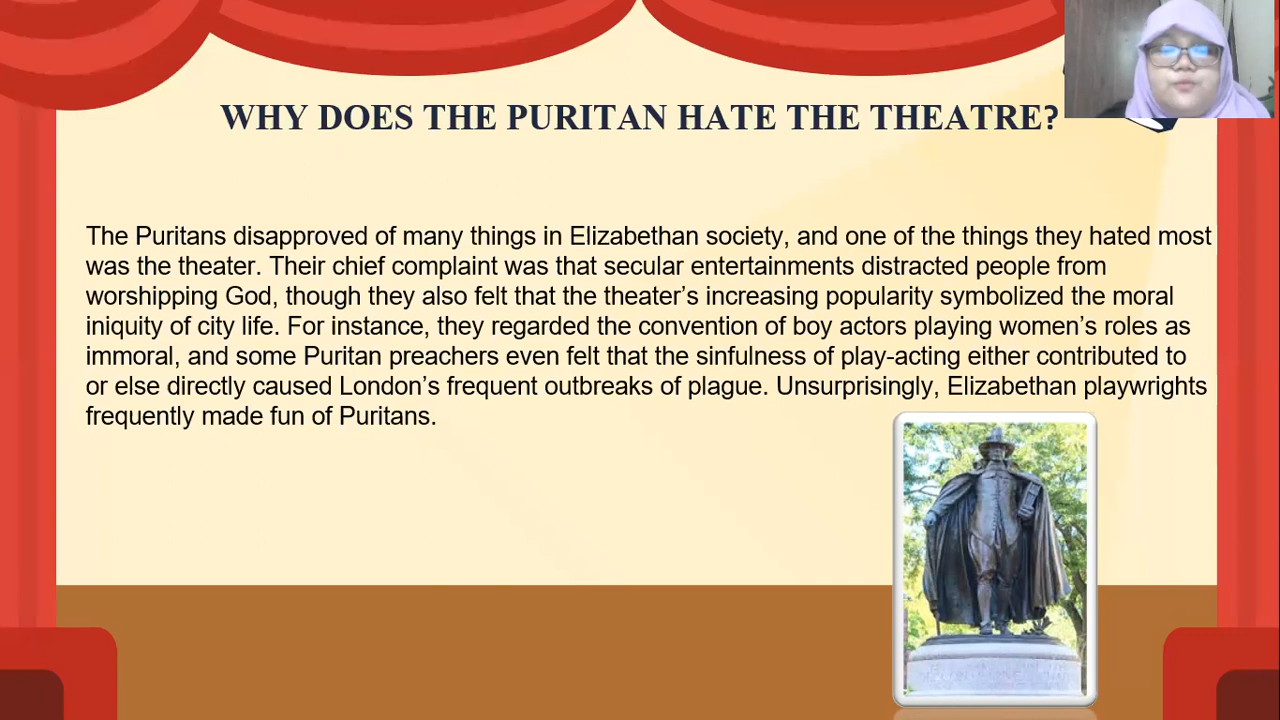 WHY DOES THE PURITAN HATE THE THEATRE?
The Puritans disapproved of many things in Elizabethan society, and one of the things they hated most
was the theater. Their chief complaint was that secular entertainments distracted people from
worshipping God, though they also felt that the theater’s increasing popularity symbolized the moral
iniquity of city life. For instance, they regarded the convention of boy actors playing women’s roles as
immoral, and some Puritan preachers even felt that the sinfulness of play-acting either contributed to
or else directly caused London’s frequent outbreaks of plague. Unsurprisingly, Elizabethan playwrights
frequently made fun of Puritans.